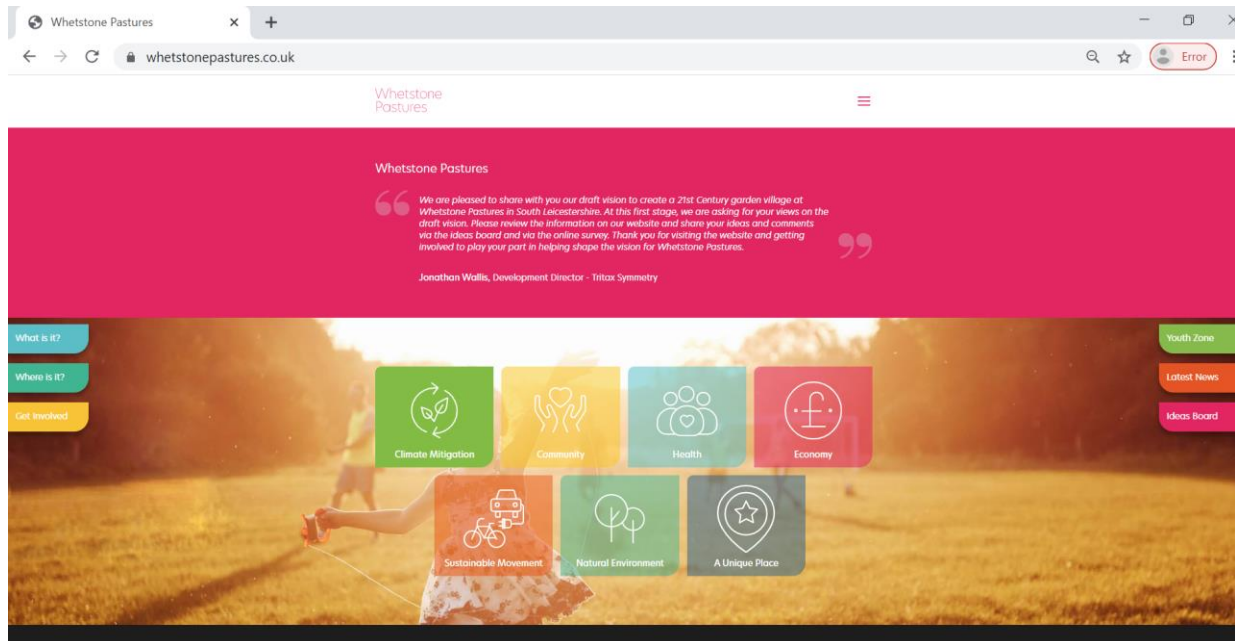 Whetstone Pastures
whetstonepastures.co.uk
Error
Whetstone
Pastures
Whetstone Pastures
We are pleased to share with you our draft vision to create a 21st Century garden village at
Whetstone Pastures in South Leicestershire. At this first stage, we are asking for your views on the
draft vision. Please review the information on our website and share your ideas and comments
via the ideas board and via the online survey. Thank you for visiting the website and getting
involved to play your part in helping shape the vision for Whetstone Pastures.
Jonathan Wallis, Development Director - Tritax Symmetry
What is it?
Where is it?
Get Involved
Youth Zone
Latest News
Ideas Board
Climate Mitigation
Community
Health
Economy
Sustainable Movement
Natural Environment
A Unique Place